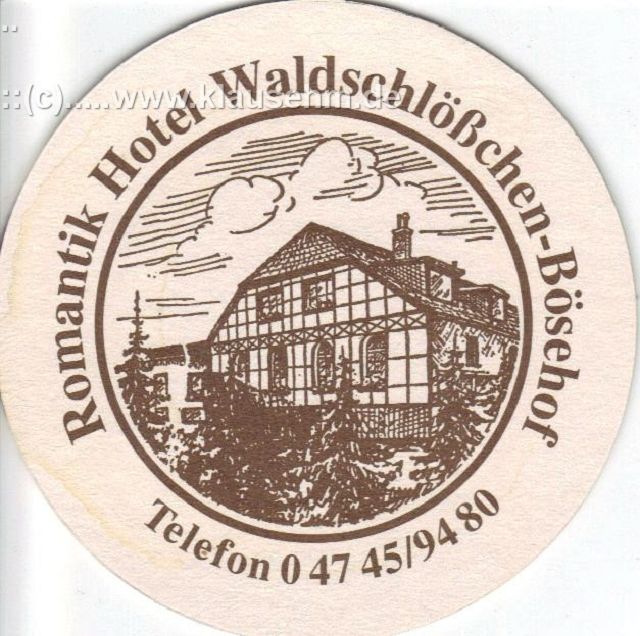 ::(c).....www.klausehm.de
Romantik Hotel Waldschlößchen-Bösehof
Telefon 0 47 45/94 80